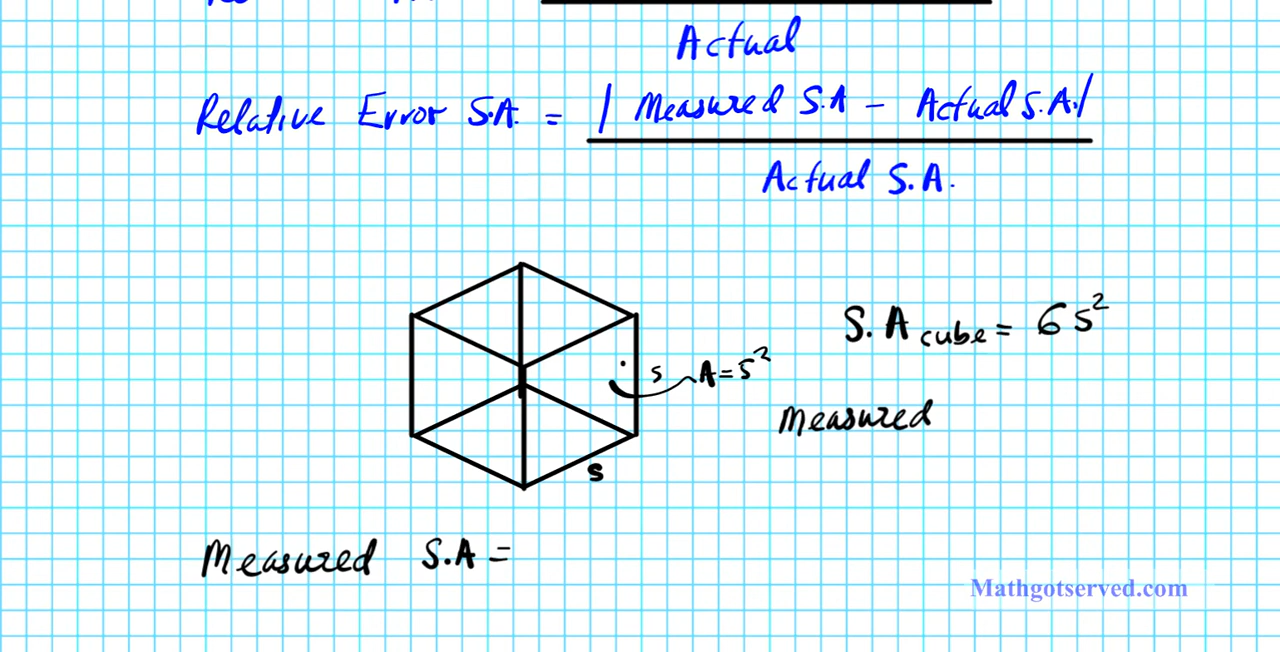 Actual
Relative Error S.A. = | Measured S.A - Actual S.A. |
Actual S.A.
S.A cube = 6s²
s
A = s²
Measured
s
Measured S.A =
Mathgotserved.com